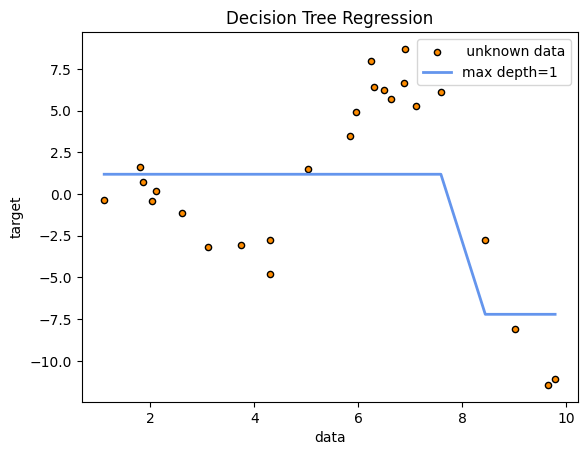 Decision Tree Regression
unknown data
max depth=1
target
7.5
5.0
2.5
0.0
−2.5
−5.0
−7.5
−10.0
2
4
6
8
10
data